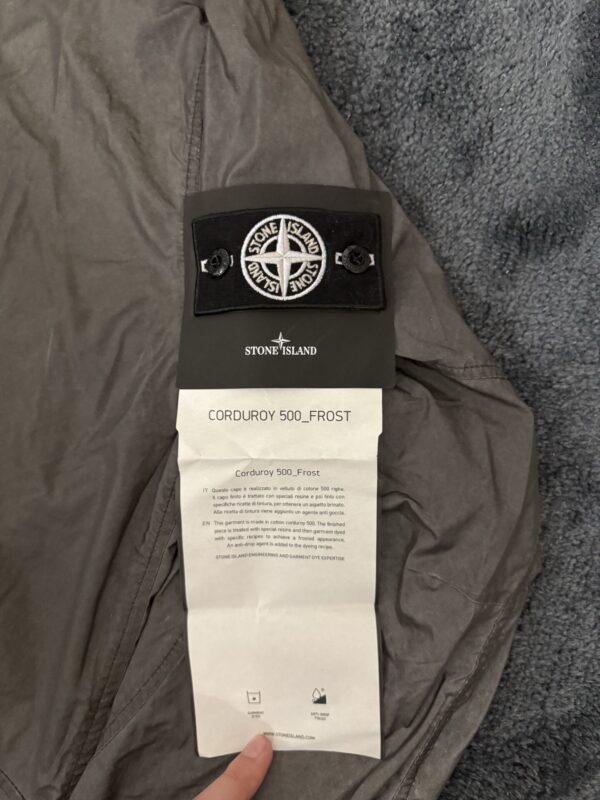 STONE ISLAND STONE ISLAND
STONE ISLAND
CORDUROY 500_FROST
Corduroy 500_Frost
IT Questo capo è realizzato in velluto di cotone 500 righe.
Il capo finito è trattato con speciali resine e poi tinto con
specifiche ricette di tintura, per ottenere un aspetto brinato.
Alla ricetta di tintura viene aggiunto un agente anti goccia.
EN This garment is made in cotton corduroy 500. The finished
piece is treated with special resins and then garment dyed
with specific recipes to achieve a frosted appearance.
An anti-drop agent is added to the dyeing recipe.
STONE ISLAND ENGINEERING AND GARMENT DYE EXPERTISE
GARMENT
DYED
ANTI-DROP
WWW.STONEISLAND.COM